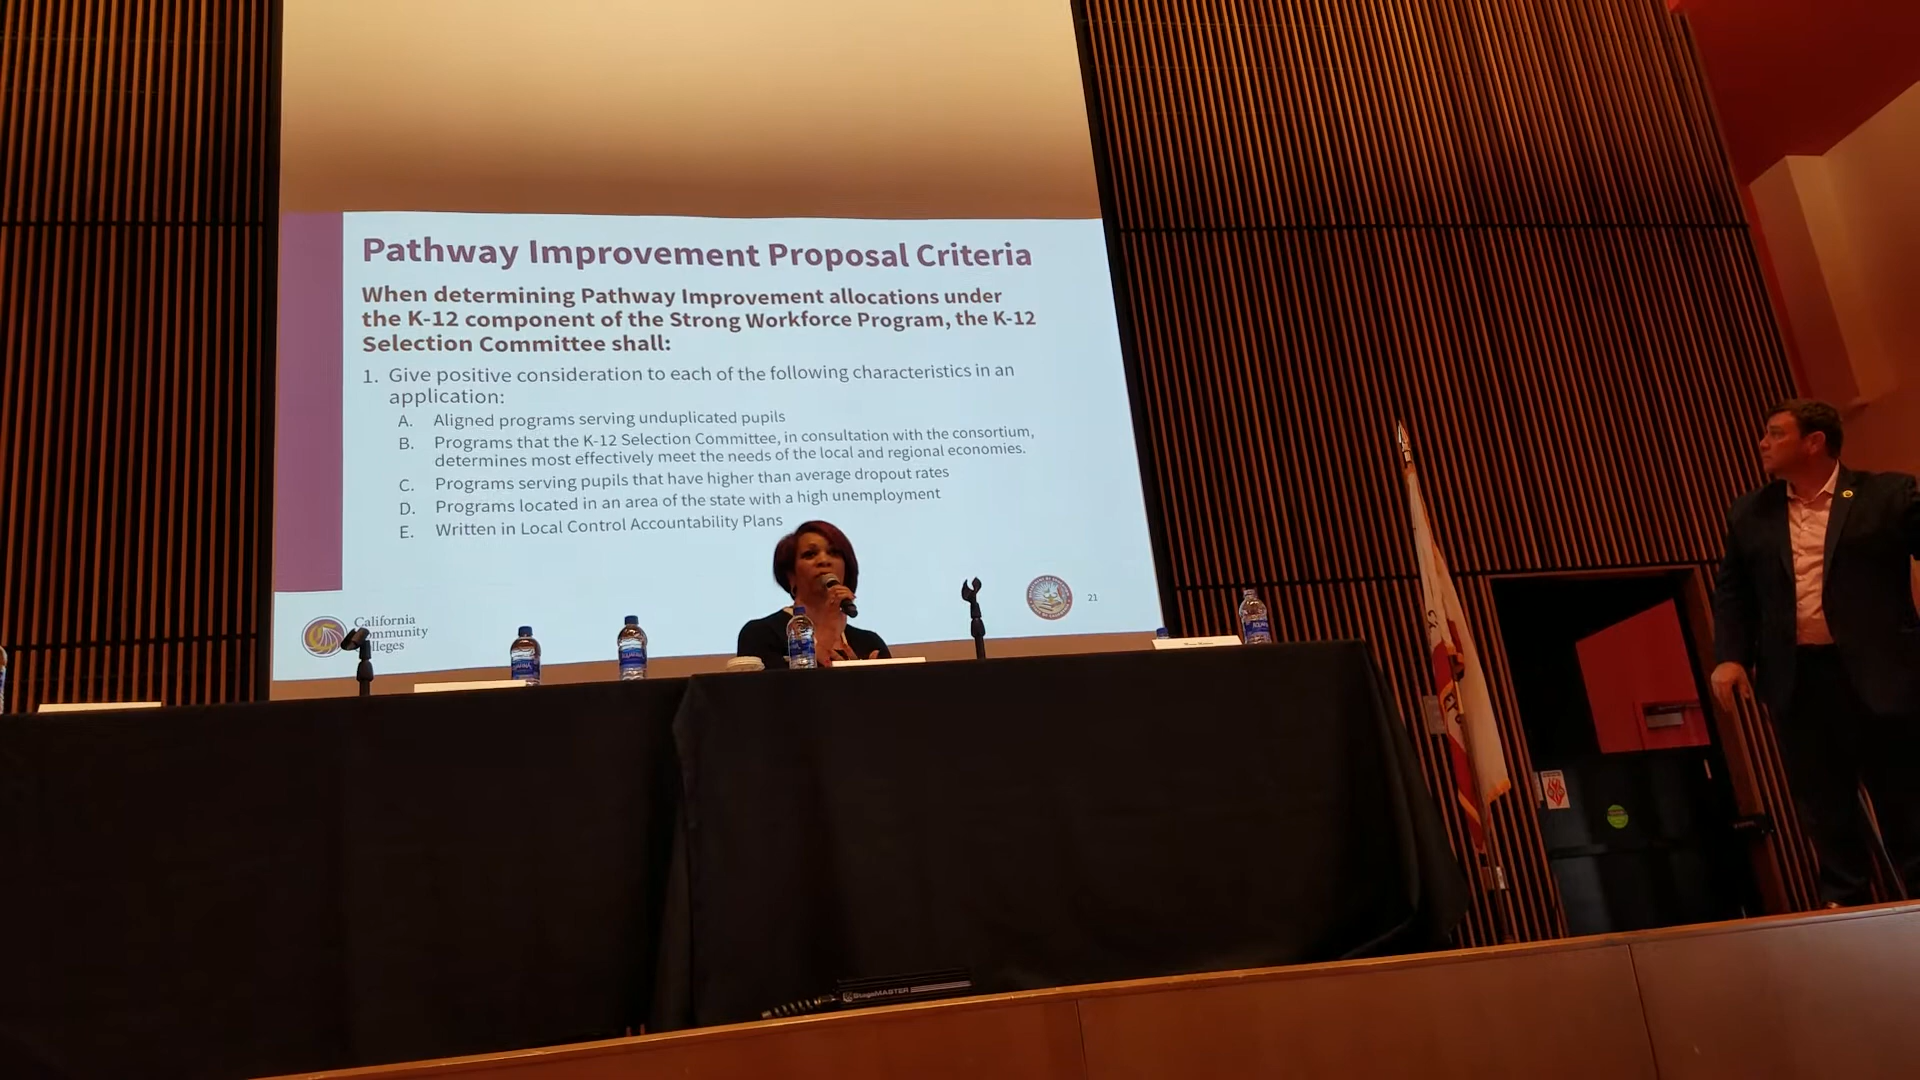 Pathway Improvement Proposal Criteria
When determining Pathway Improvement allocations under
the K-12 component of the Strong Workforce Program, the K-12
Selection Committee shall:
1. Give positive consideration to each of the following characteristics in an
application:
A. Aligned programs serving unduplicated pupils
B. Programs that the K-12 Selection Committee, in consultation with the consortium,
determines most effectively meet the needs of the local and regional economies.
C. Programs serving pupils that have higher than average dropout rates
D. Programs located in an area of the state with a high unemployment
E. Written in Local Control Accountability Plans
California
21
StageMASTER